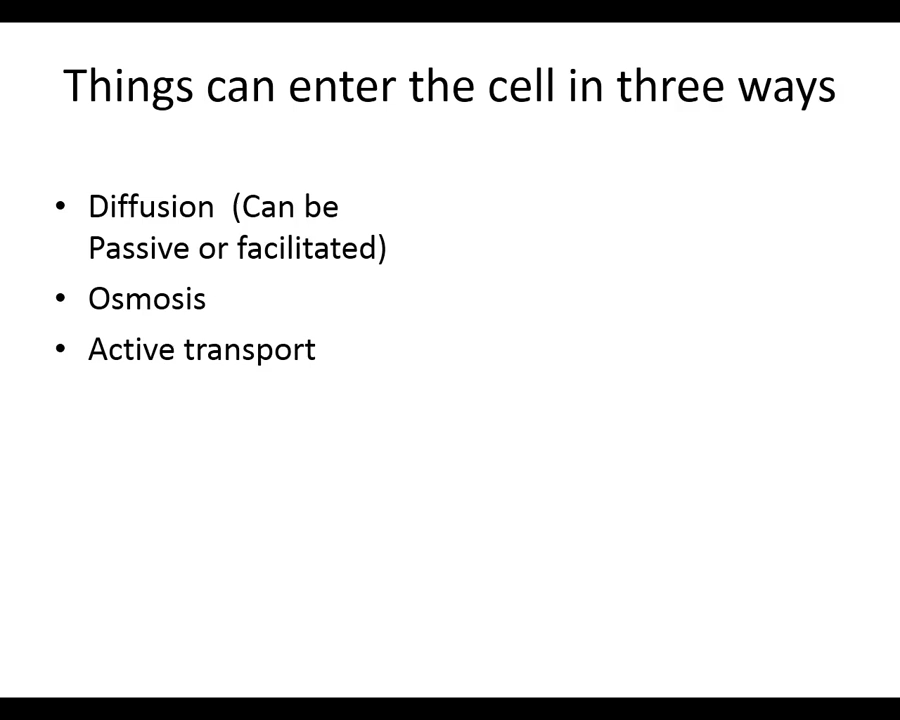 Things can enter the cell in three ways
• Diffusion  (Can be
Passive or facilitated)
• Osmosis
• Active transport